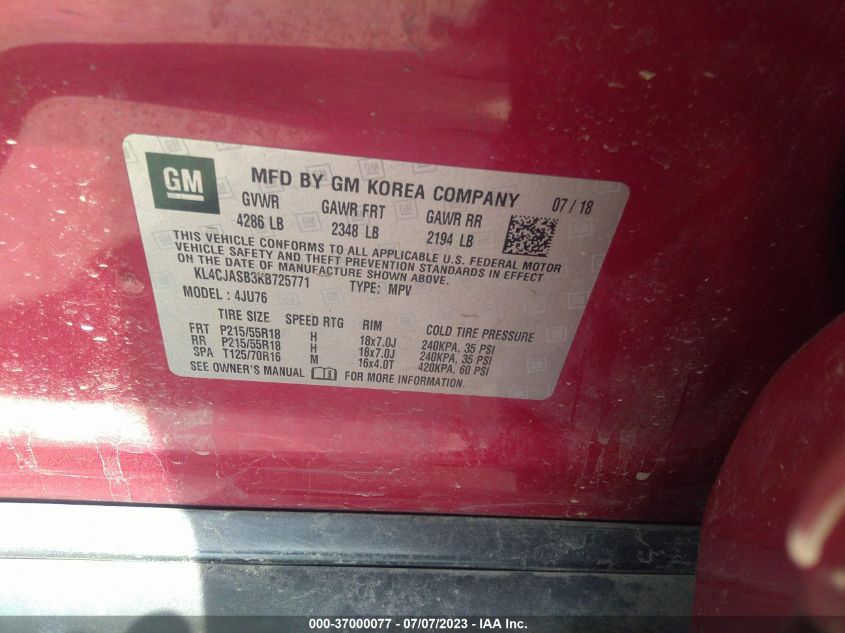 GM
MFD BY GM KOREA COMPANY 07 / 18
GVWR GAWR FRT GAWR RR
4286 LB 2348 LB 2194 LB
THIS VEHICLE CONFORMS TO ALL APPLICABLE U.S. FEDERAL MOTOR
VEHICLE SAFETY AND THEFT PREVENTION STANDARDS IN EFFECT
ON THE DATE OF MANUFACTURE SHOWN ABOVE.
KL4CJASB3KB725771 TYPE: MPV
MODEL: 4JU76
TIRE SIZE SPEED RTG RIM COLD TIRE PRESSURE
FRT P215/55R18 H 18x7.0J 240KPA, 35 PSI
RR P215/55R18 H 18x7.0J 240KPA, 35 PSI
SPA T125/70R16 M 16x4.0T 420KPA, 60 PSI
SEE OWNER'S MANUAL FOR MORE INFORMATION.
000-37000077 - 07/07/2023 - IAA Inc.